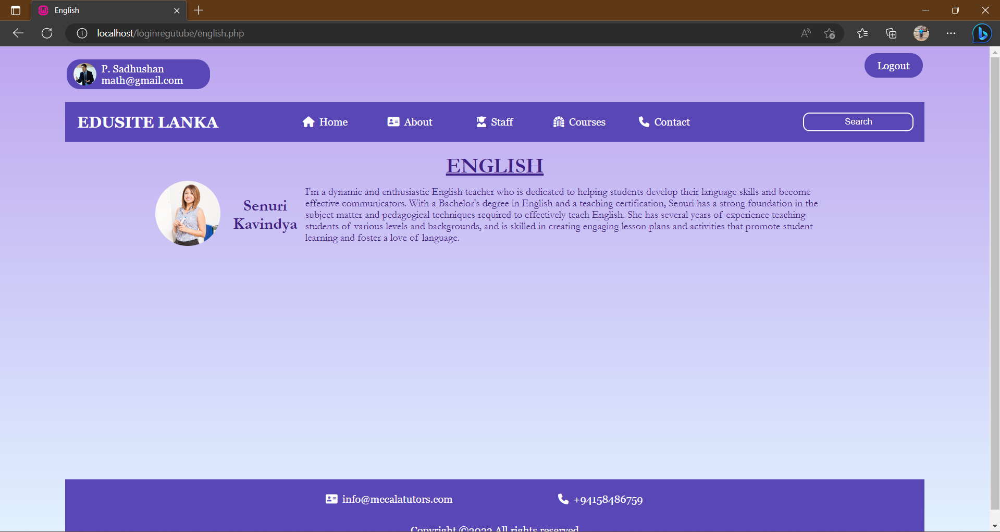 English
localhost/loginregutube/english.php
P. Sadhushan
math@gmail.com
Logout
EDUSITE LANKA
Home
About
Staff
Courses
Contact
Search
ENGLISH
Senuri
Kavindya
I'm a dynamic and enthusiastic English teacher who is dedicated to helping students develop their language skills and become
effective communicators. With a Bachelor's degree in English and a teaching certification, Senuri has a strong foundation in the
subject matter and pedagogical techniques required to effectively teach English. She has several years of experience teaching
students of various levels and backgrounds, and is skilled in creating engaging lesson plans and activities that promote student
learning and foster a love of language.
info@mecalatutors.com
+94158486759
Copyright ©2023 All rights reserved